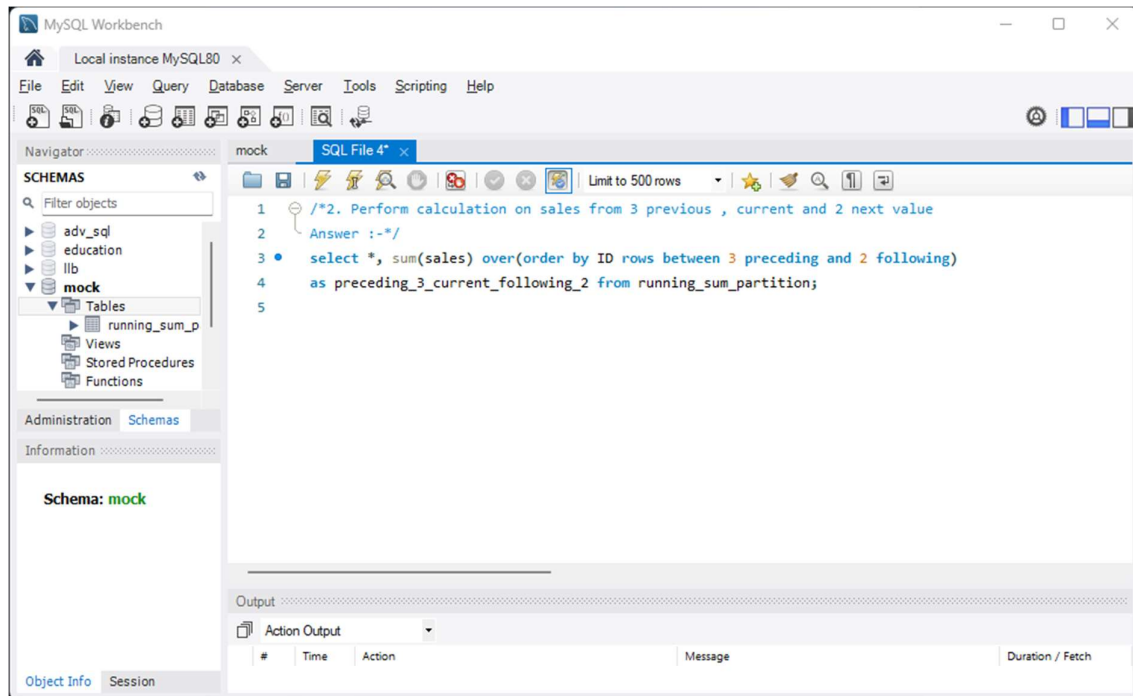 MySQL Workbench
Local instance MySQL80
File Edit View Query Database Server Tools Scripting Help
Navigator
SCHEMAS
Filter objects
adv_sql
education
llb
mock
Tables
running_sum_p
Views
Stored Procedures
Functions
Administration Schemas
Information
Schema: mock
Object Info Session
mock SQL File 4*
Limit to 500 rows
1 /*2. Perform calculation on sales from 3 previous , current and 2 next value
2 Answer :-*/
3 select *, sum(sales) over(order by ID rows between 3 preceding and 2 following)
4 as preceding_3_current_following_2 from running_sum_partition;
5
Output
Action Output
# Time Action Message Duration / Fetch